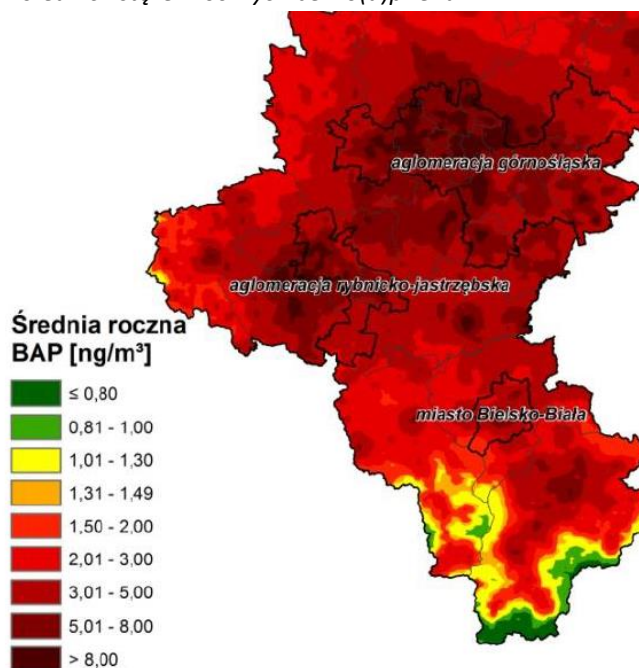 aglomeracja górnośląska
aglomeracja rybnicko-jastrzębska
Średnia roczna
BAP [ng/m³]
≤ 0,80
0,81 - 1,00
1,01 - 1,30
1,31 - 1,49
1,50 - 2,00
2,01 - 3,00
3,01 - 5,00
5,01 - 8,00
> 8,00
miasto Bielsko-Biała